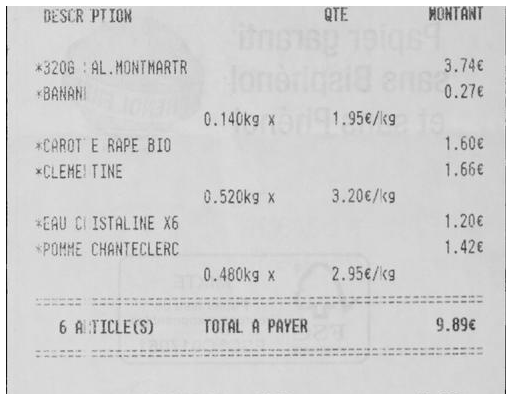 DESCR PTION QTE MONTANT
*320G AL.MONTMARTR 3.74€
*BANAN 0.27€
0.140kg x 1.95€/kg
*CAROT E RAPE BIO 1.60€
*CLEME TINE 1.66€
0.520kg x 3.20€/kg
*EAU C ISTALINE X6 1.20€
*POMME CHANTECLERC 1.42€
0.480kg x 2.95€/kg
6 A TICLE(S) TOTAL A PAYER 9.89€
Papier garanti
sans Bisphénol
et sans Phénol